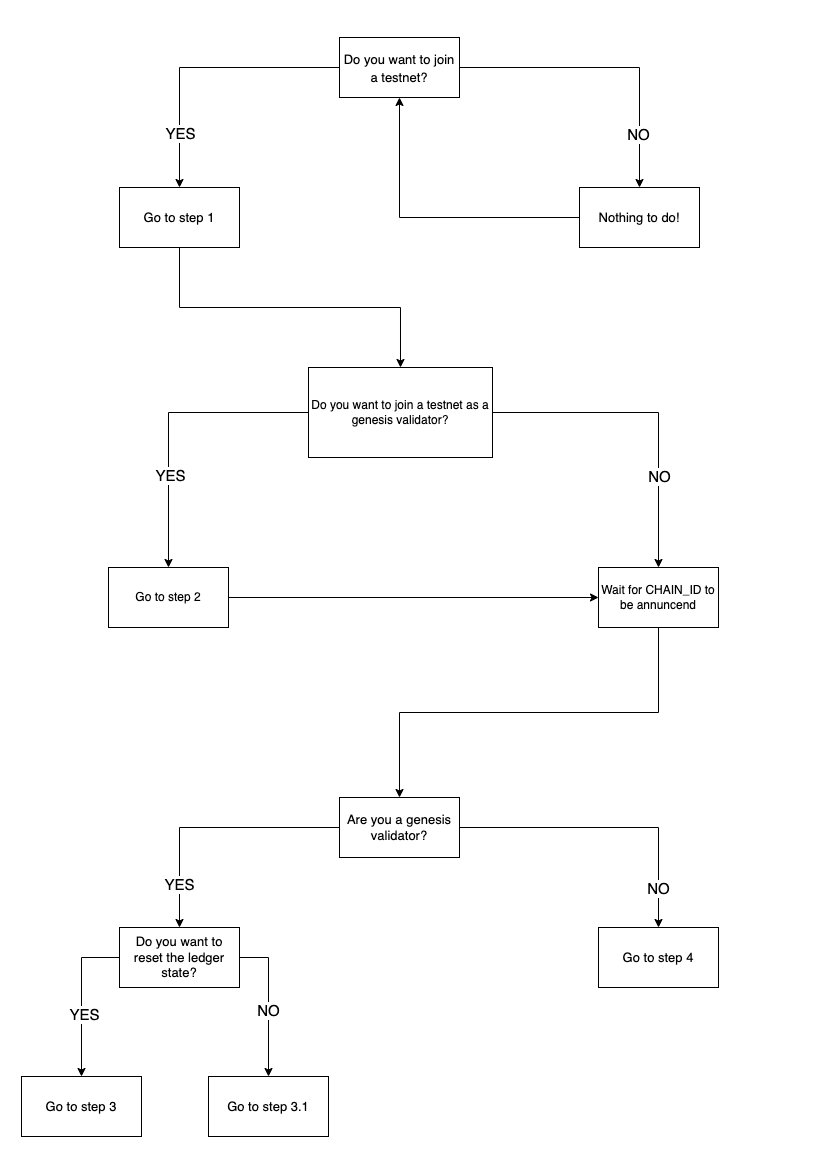 Do you want to join
a testnet?
YES
NO
Go to step 1
Nothing to do!
Do you want to join a testnet as a
genesis validator?
YES
NO
Go to step 2
Wait for CHAIN_ID to
be annuncend
Are you a genesis
validator?
YES
NO
Do you want to
reset the ledger
state?
Go to step 4
YES
NO
Go to step 3
Go to step 3.1